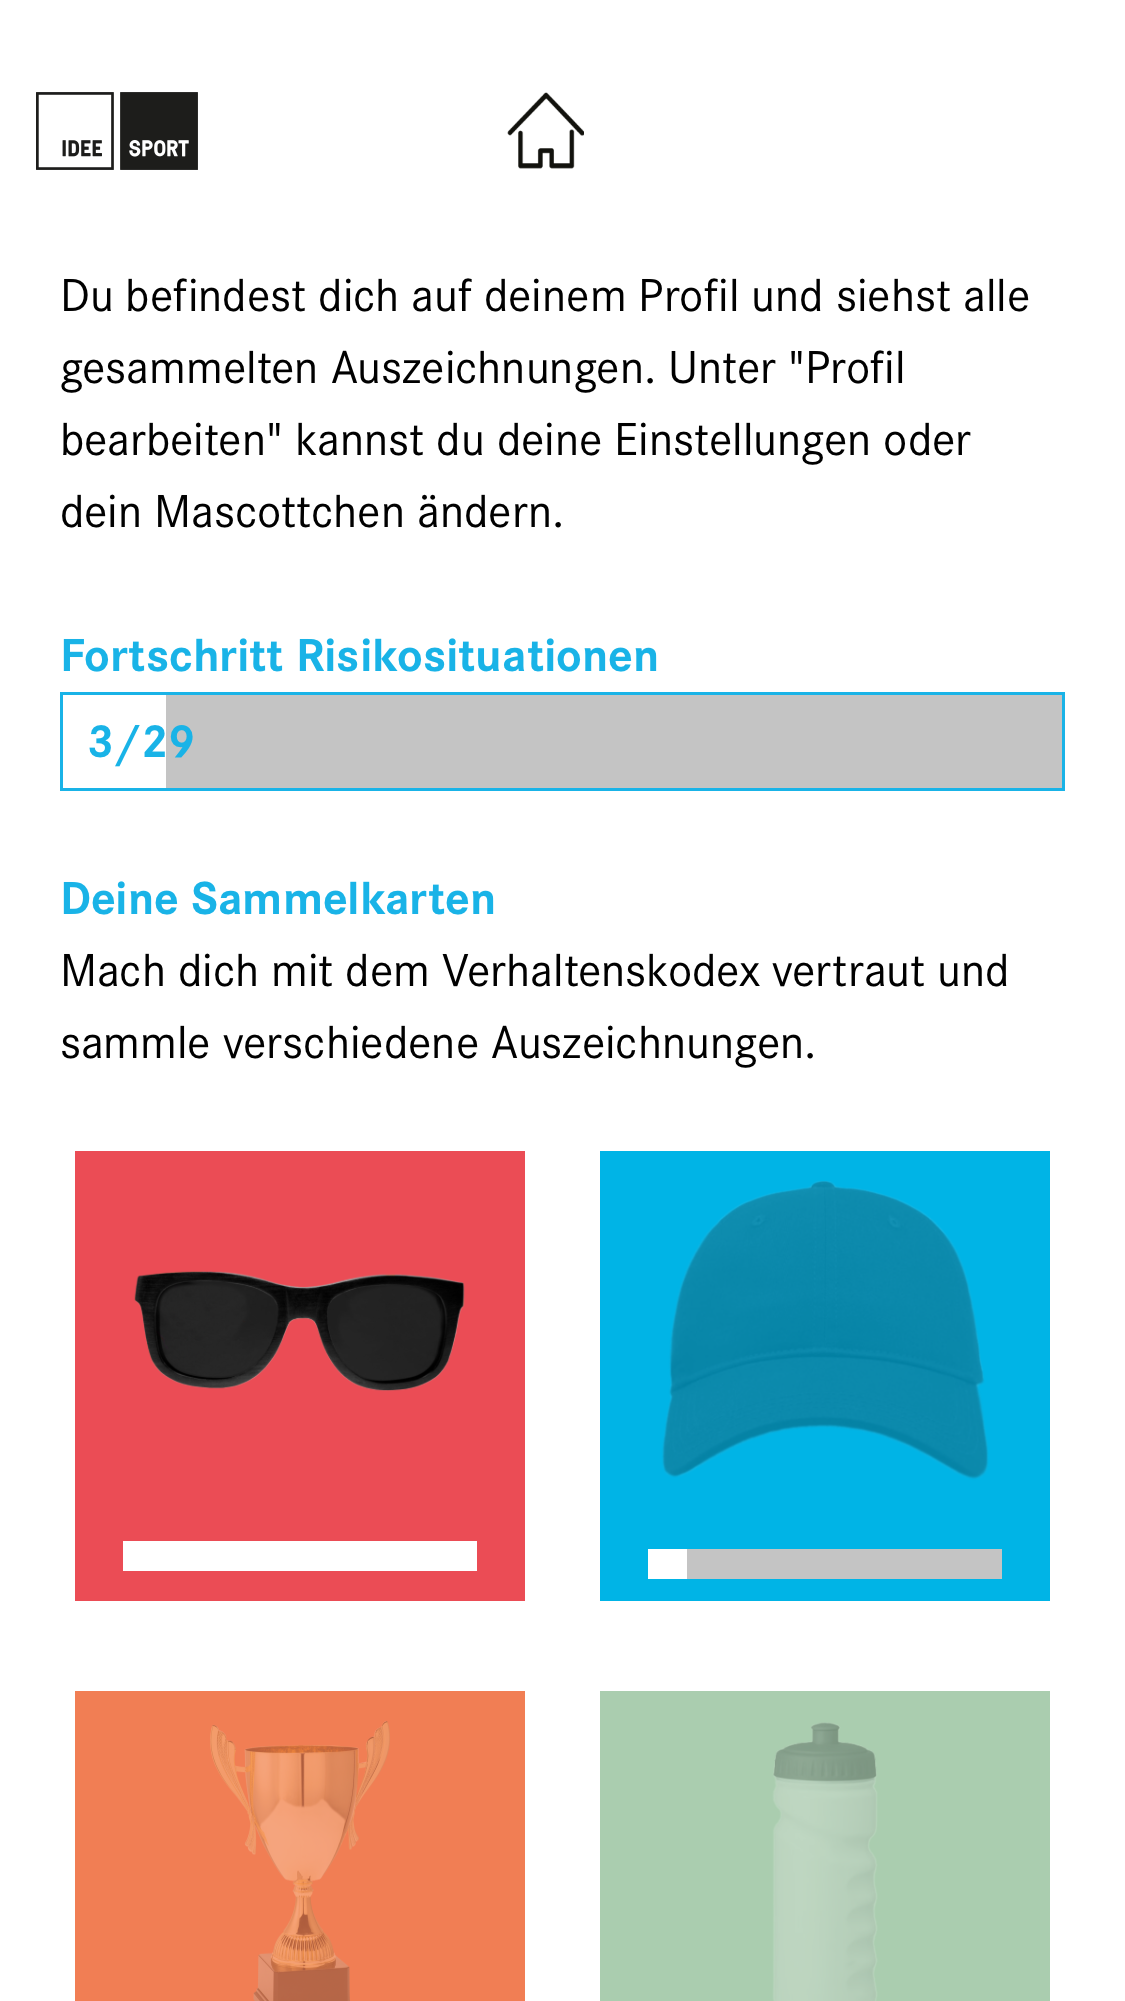 IDEE SPORT
Du befindest dich auf deinem Profil und siehst alle
gesammelten Auszeichnungen. Unter "Profil
bearbeiten" kannst du deine Einstellungen oder
dein Mascottchen ändern.
Fortschritt Risikosituationen
3/29
Deine Sammelkarten
Mach dich mit dem Verhaltenskodex vertraut und
sammle verschiedene Auszeichnungen.